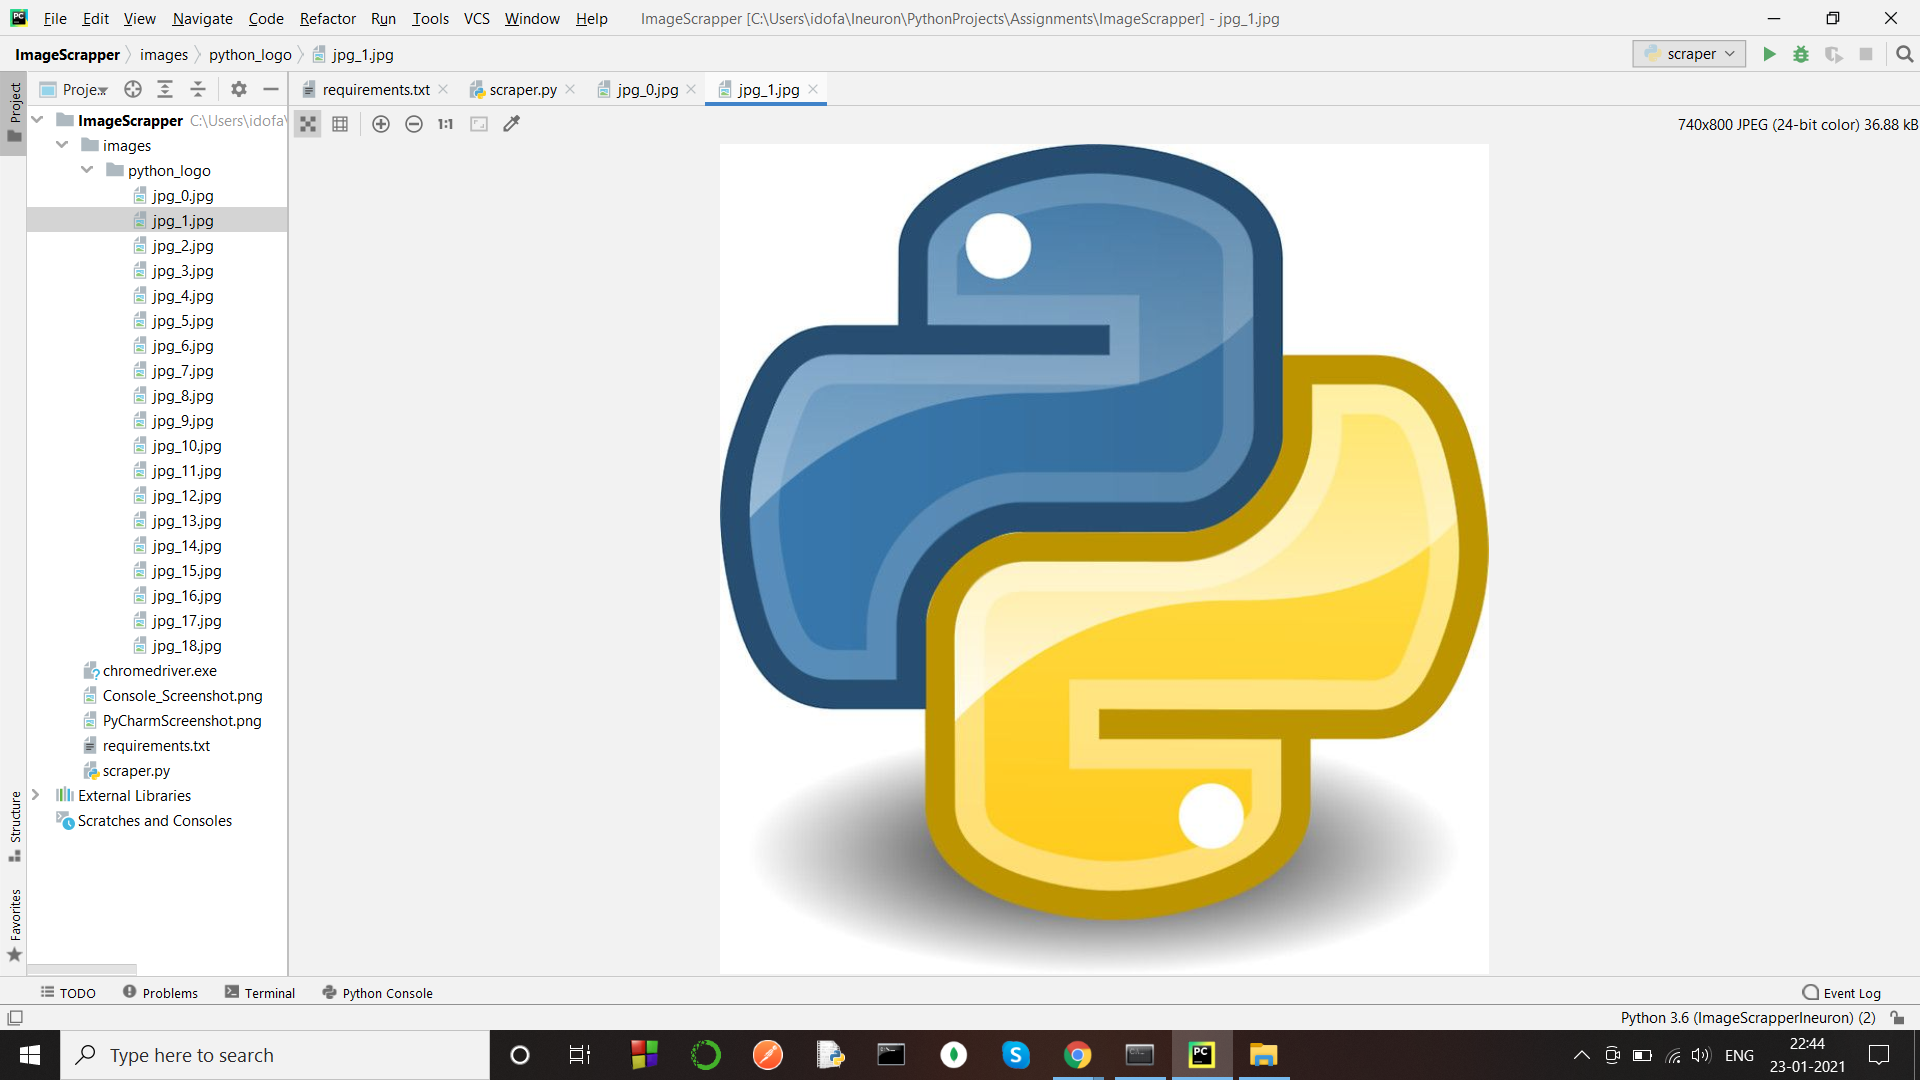 PC File Edit View Navigate Code Refactor Run Tools VCS Window Help ImageScrapper [C:\Users\idofa\Ineuron\PythonProjects\Assignments\ImageScrapper] - jpg_1.jpg
ImageScrapper images python_logo jpg_1.jpg scraper
Project
Proje... requirements.txt scraper.py jpg_0.jpg jpg_1.jpg
ImageScrapper C:\Users\idofa\
1:1 740x800 JPEG (24-bit color) 36.88 kB
images
python_logo
jpg_0.jpg
jpg_1.jpg
jpg_2.jpg
jpg_3.jpg
jpg_4.jpg
jpg_5.jpg
jpg_6.jpg
jpg_7.jpg
jpg_8.jpg
jpg_9.jpg
jpg_10.jpg
jpg_11.jpg
jpg_12.jpg
jpg_13.jpg
jpg_14.jpg
jpg_15.jpg
jpg_16.jpg
jpg_17.jpg
jpg_18.jpg
chromedriver.exe
Console_Screenshot.png
PyCharmScreenshot.png
requirements.txt
scraper.py
External Libraries
Scratches and Consoles
Structure
Favorites
TODO Problems Terminal Python Console Event Log
Python 3.6 (ImageScrapperIneuron) (2)
Type here to search PC ENG 22:44
23-01-2021